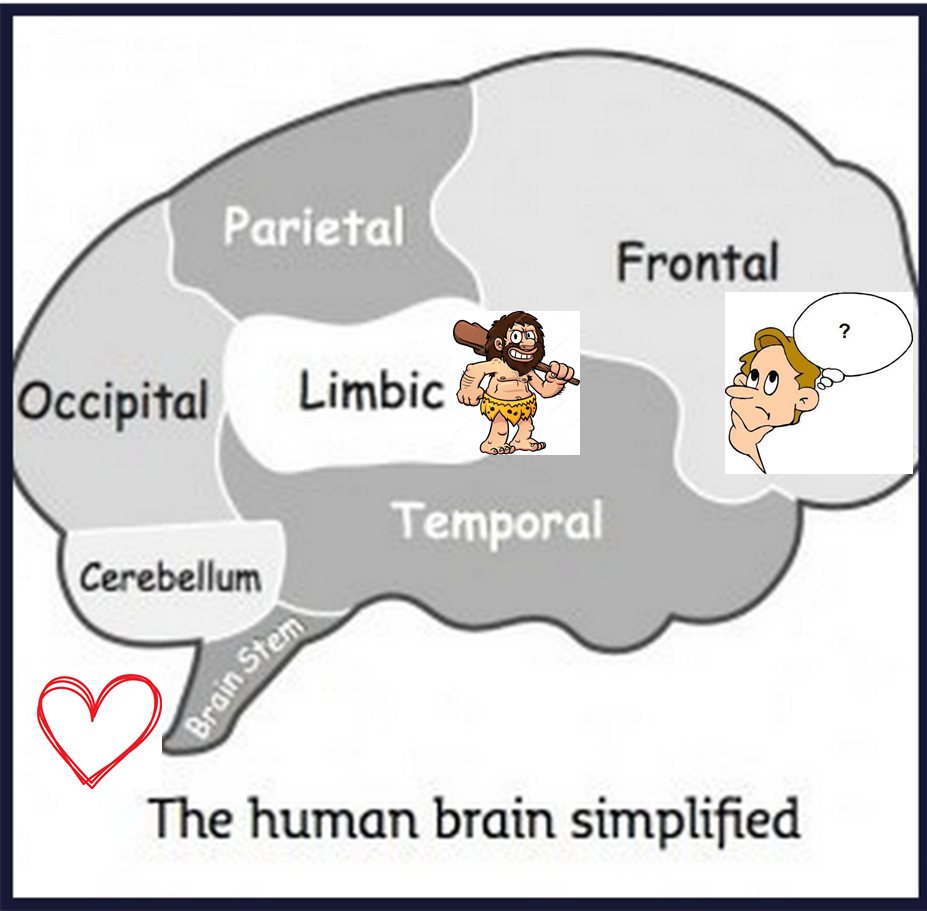 Parietal
Frontal
?
Limbic
Occipital
Temporal
Cerebellum
Brain Stem
The human brain simplified